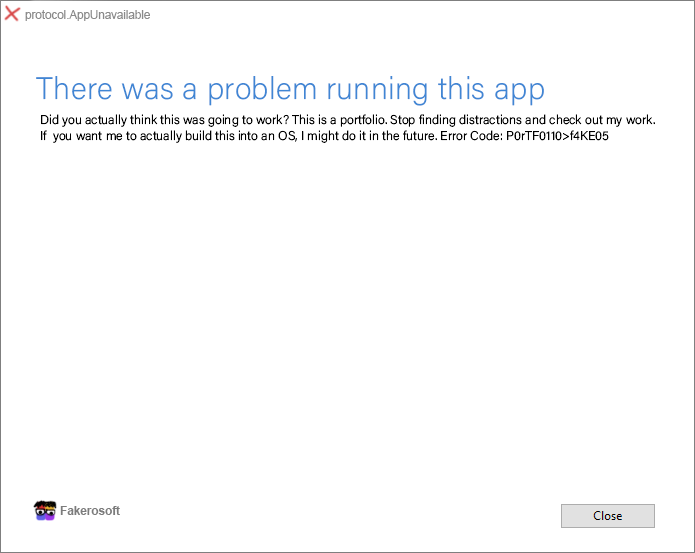 protocol.AppUnavailable
There was a problem running this app
Did you actually think this was going to work? This is a portfolio. Stop finding distractions and check out my work.
If  you want me to actually build this into an OS, I might do it in the future. Error Code: P0rTF0110>f4KE05
Fakerosoft
Close